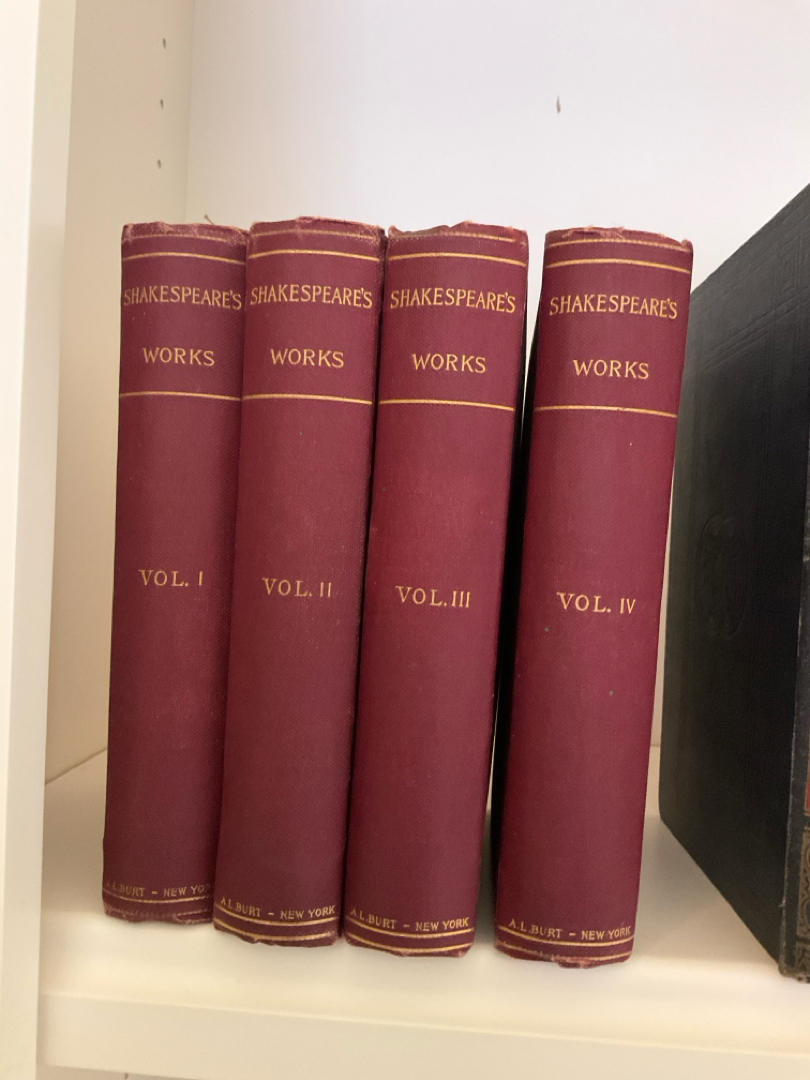 SHAKESPEARE'S
WORKS
VOL. I
A.L.BURT - NEW YORK
SHAKESPEARE'S
WORKS
VOL. II
A.L.BURT - NEW YORK
SHAKESPEARE'S
WORKS
VOL. III
A.L.BURT - NEW YORK
SHAKESPEARE'S
WORKS
VOL. IV
A.L.BURT - NEW YORK